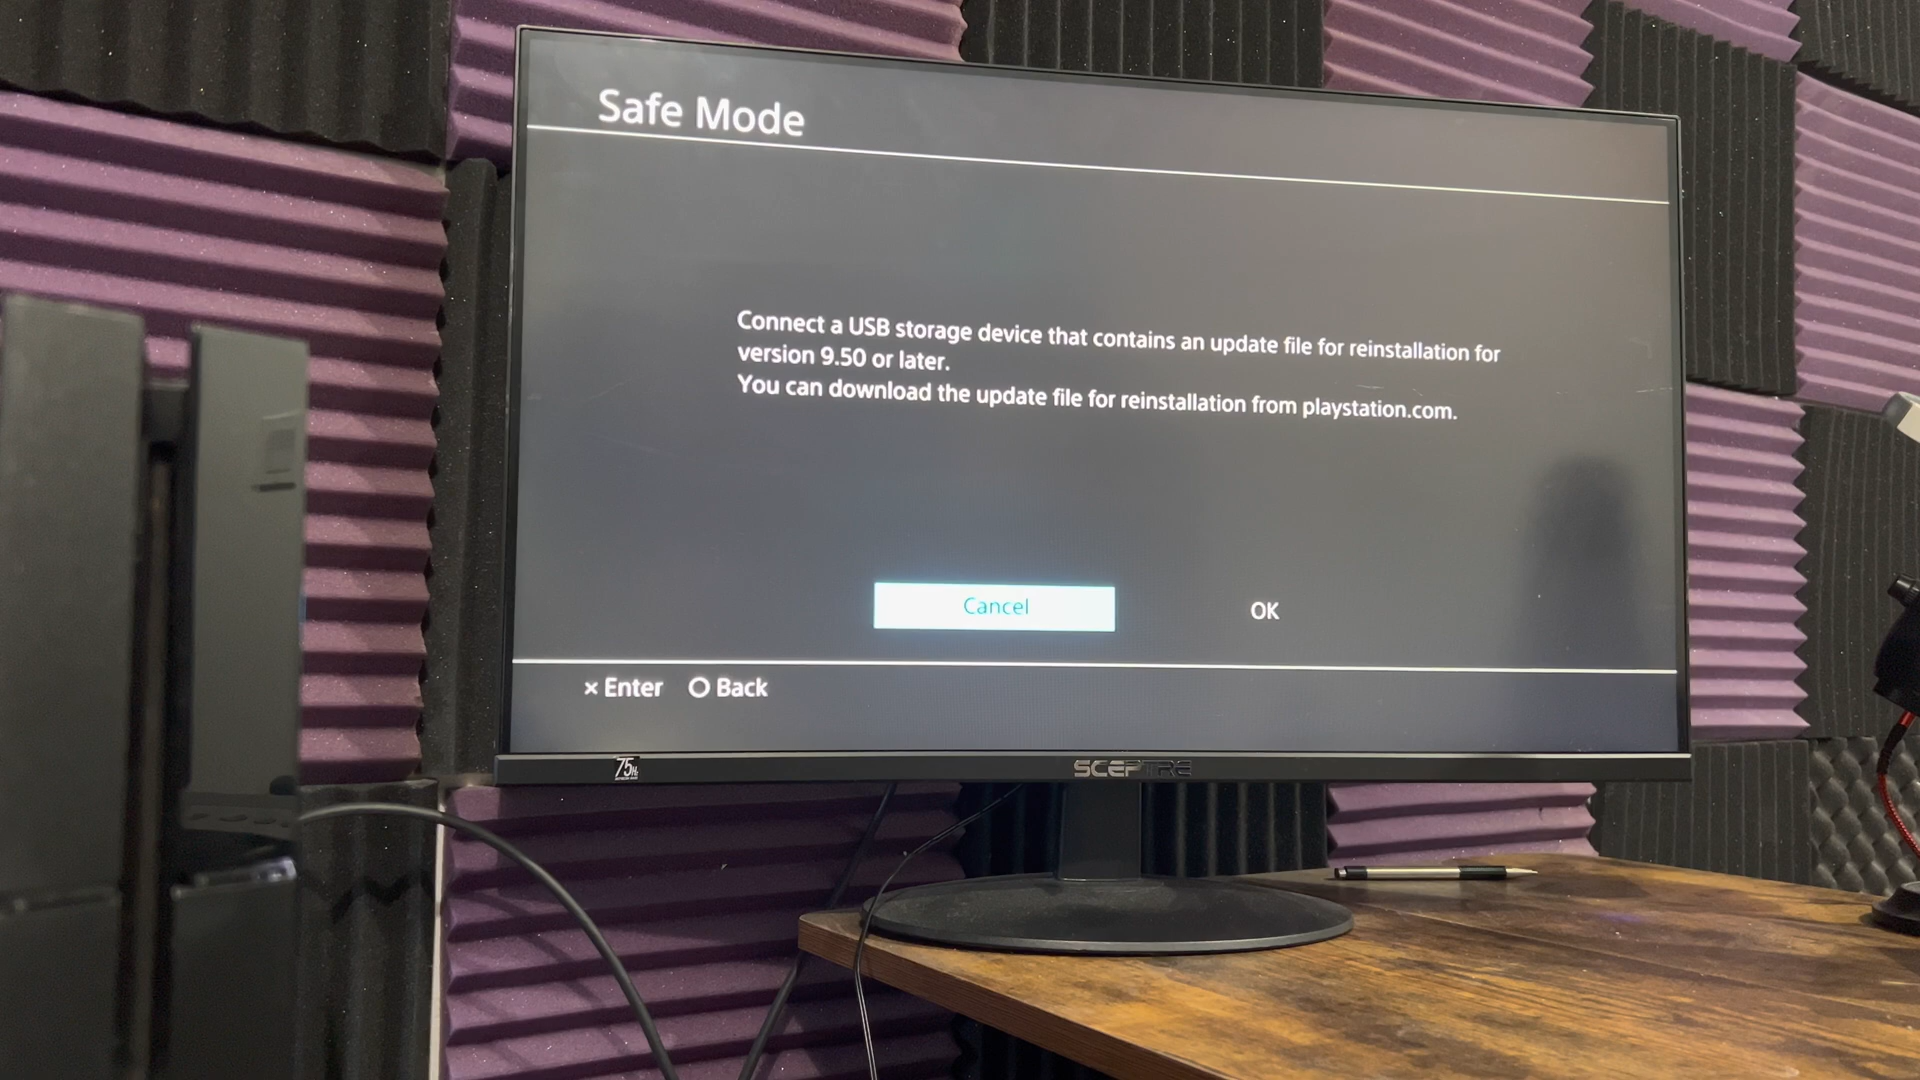 Safe Mode
Connect a USB storage device that contains an update file for reinstallation for
version 9.50 or later.
You can download the update file for reinstallation from playstation.com.
Cancel
OK
× Enter
Back
75Hz
SCEPTRE